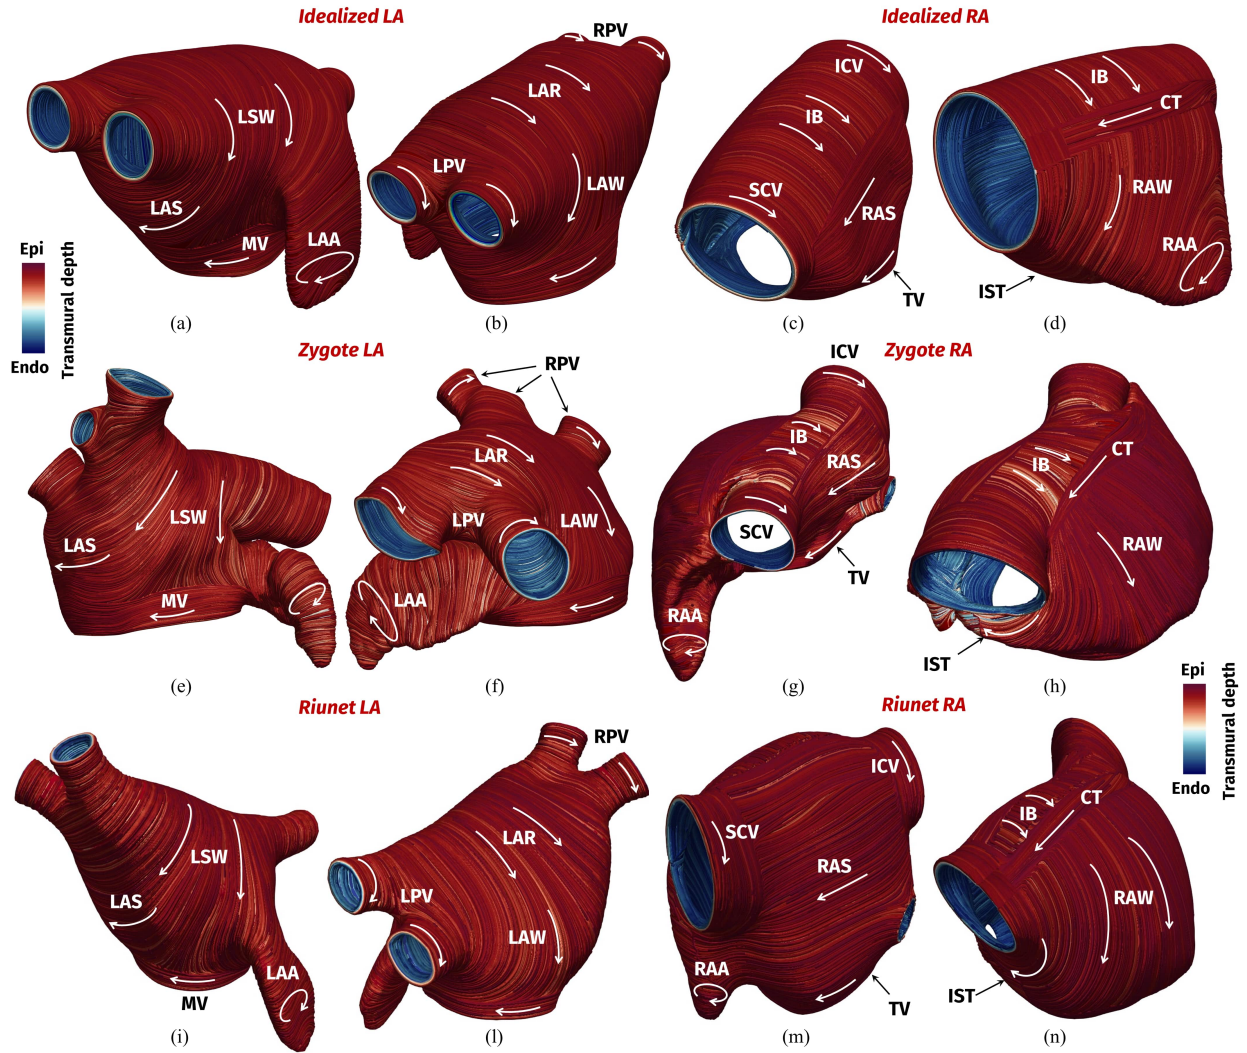 Idealized LA
Idealized RA
RPV
LAR
LSW
LPV
LAW
LAS
MV
LAA
ICV
IB
SCV
RAS
TV
IB
CT
RAW
RAA
IST
Epi
Endo
Transmural depth
(a)
(b)
(c)
(d)
Zygote LA
Zygote RA
RPV
LAR
LSW
LPV
LAW
LAS
MV
LAA
ICV
IB
RAS
SCV
TV
RAA
CT
IB
RAW
IST
(e)
(f)
(g)
(h)
Riunet LA
Riunet RA
Epi
Endo
Transmural depth
RPV
LAR
LSW
LPV
LAS
LAW
LAA
MV
ICV
SCV
RAS
RAA
TV
IB
CT
RAW
IST
(i)
(l)
(m)
(n)